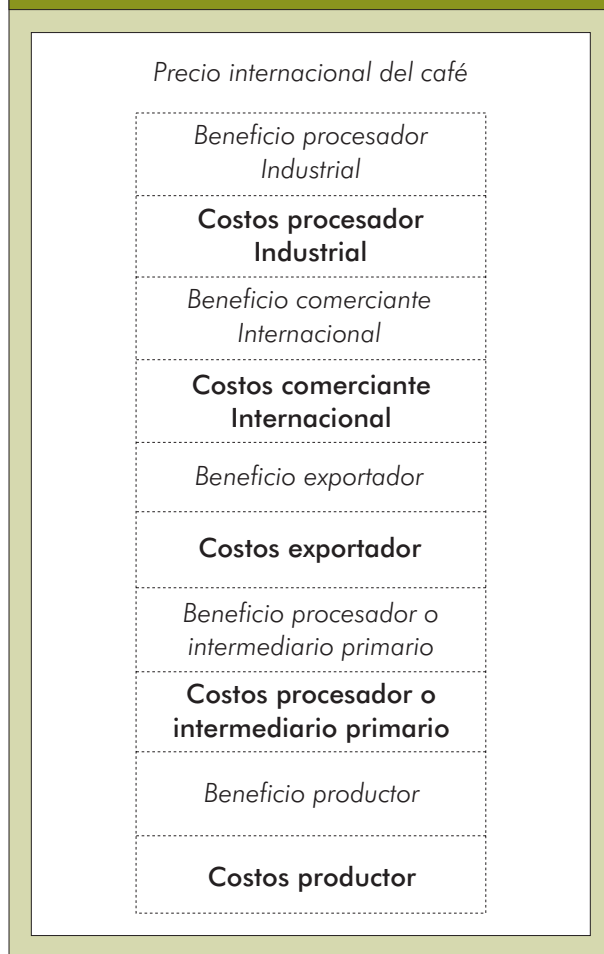 Precio internacional del café
Beneficio procesador
Industrial
Costos procesador
Industrial
Beneficio comerciante
Internacional
Costos comerciante
Internacional
Beneficio exportador
Costos exportador
Beneficio procesador o
intermediario primario
Costos procesador o
intermediario primario
Beneficio productor
Costos productor